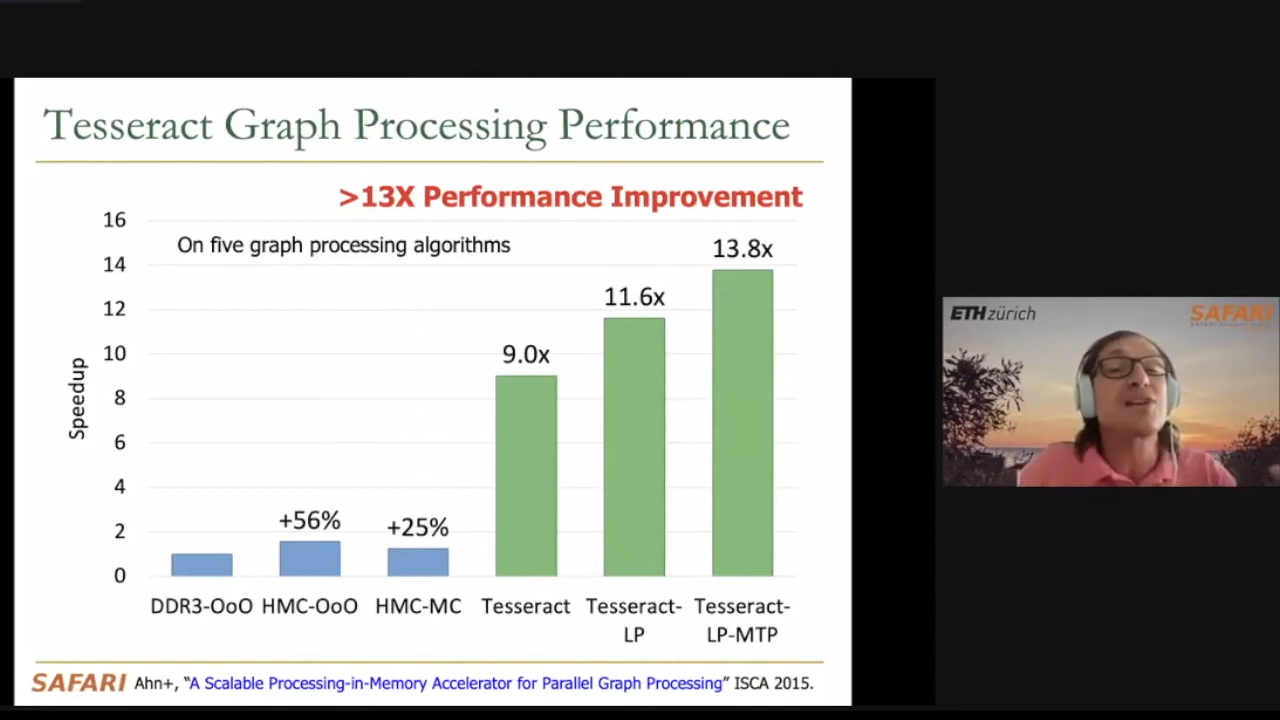 Tesseract Graph Processing Performance
>13X Performance Improvement
On five graph processing algorithms
Speedup
16
14
12
10
8
6
4
2
0
+56%
+25%
9.0x
11.6x
13.8x
DDR3-OoO
HMC-OoO
HMC-MC
Tesseract
Tesseract-
LP
Tesseract-
LP-MTP
SAFARI Ahn+, “A Scalable Processing-in-Memory Accelerator for Parallel Graph Processing” ISCA 2015.
ETH zürich
SAFARI